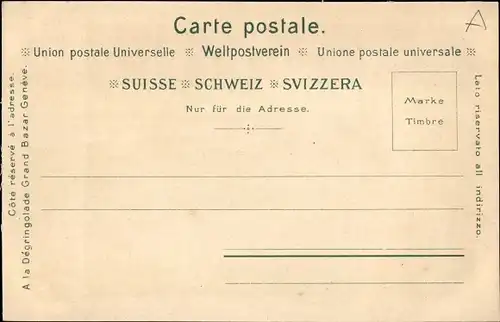 Carte postale.
A
Union postale Universelle Weltpostverein Unione postale universale
SUISSE SCHWEIZ SVIZZERA
Nur für die Adresse.
Marke
Timbre
Côté réservé à l'adresse.
A la Dégringolade Grand Bazar Genève.
Leto riservato all indirizzo.